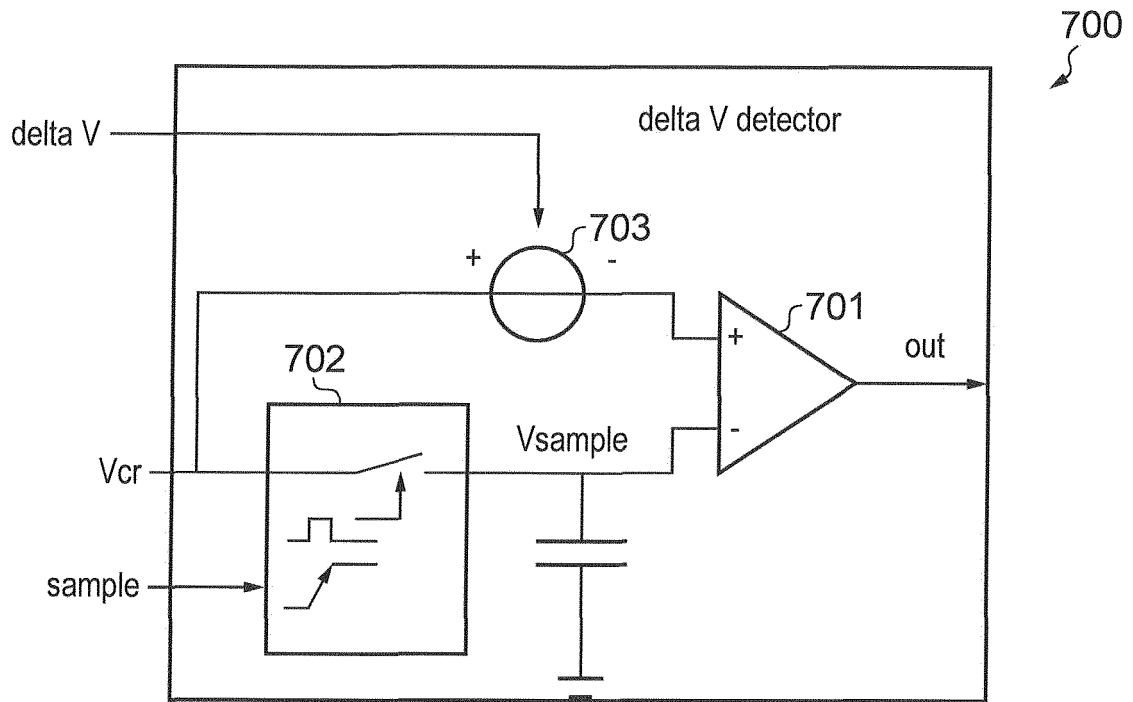 700
delta V
delta V detector
+
703
-
701
+
out
702
Vsample
-
Vcr
sample